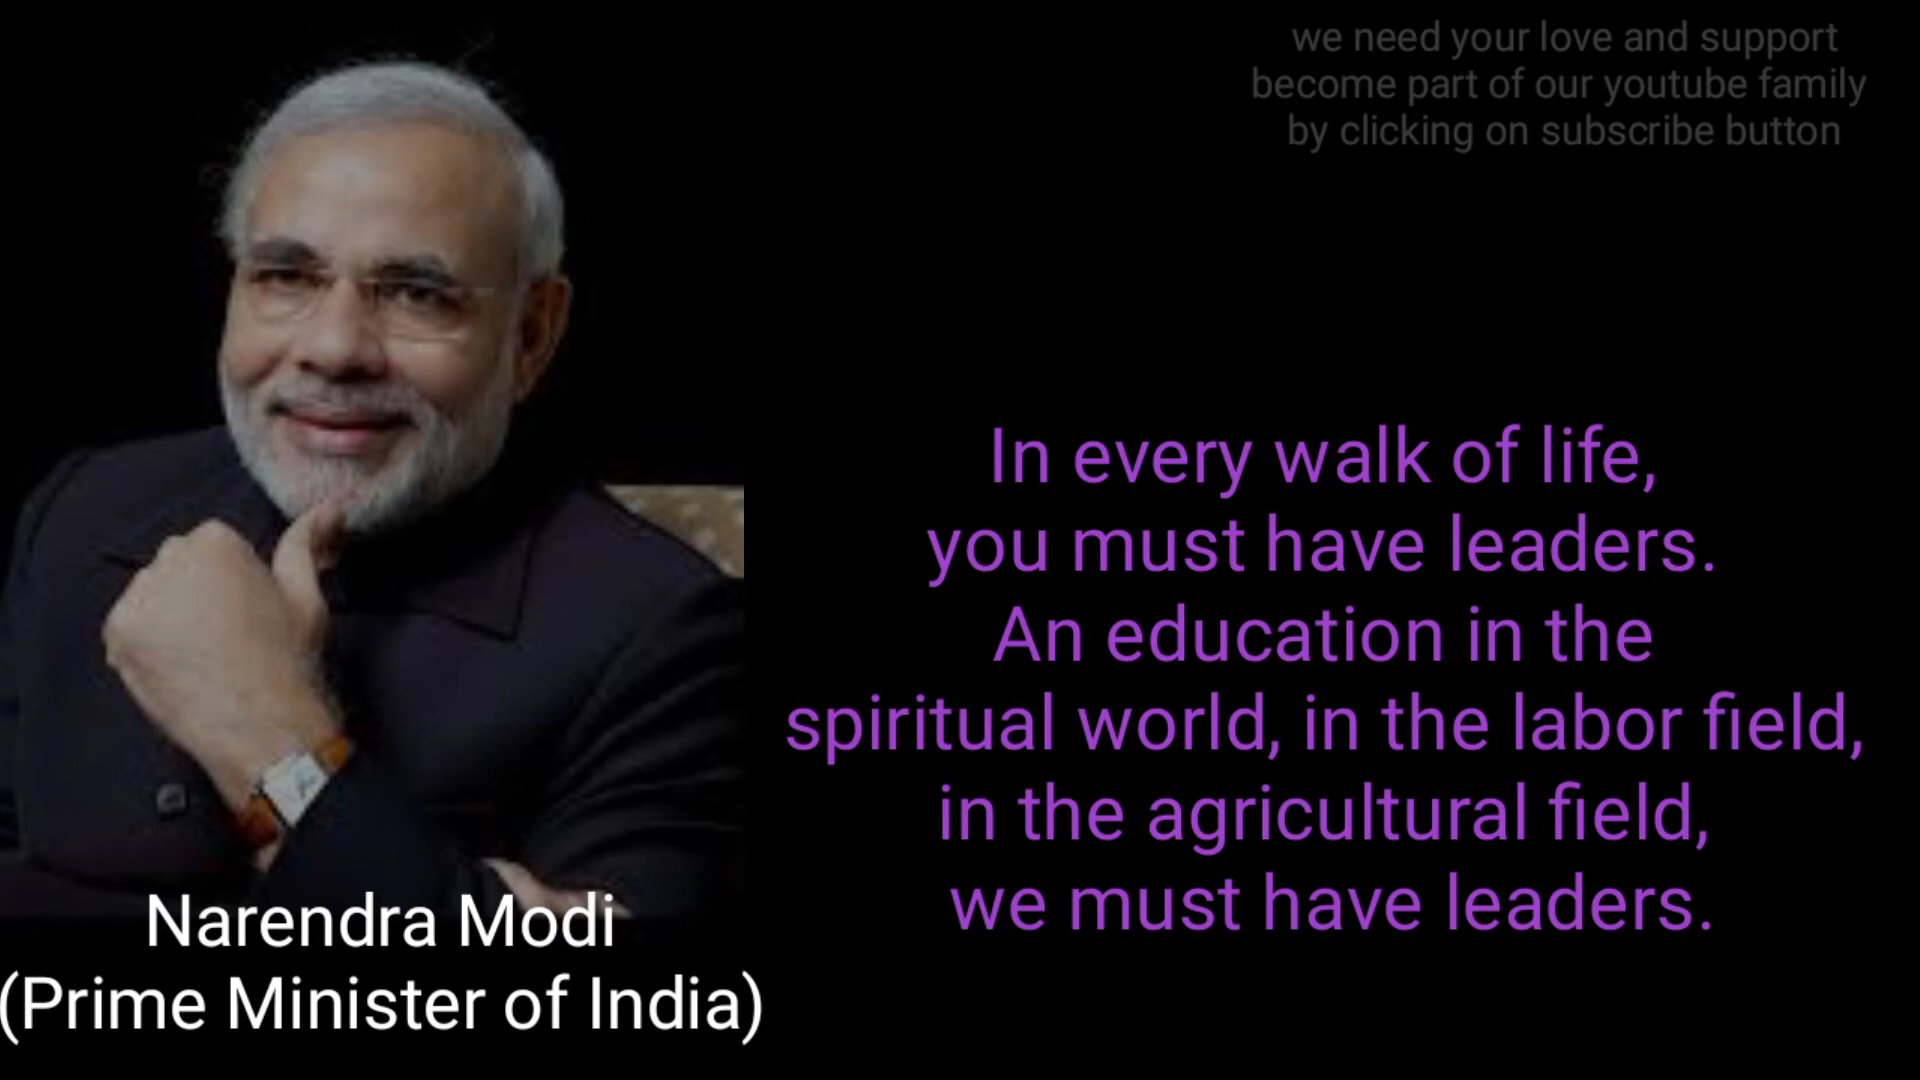 we need your love and support
become part of our youtube family
by clicking on subscribe button
In every walk of life,
you must have leaders.
An education in the
spiritual world, in the labor field,
in the agricultural field,
we must have leaders.
Narendra Modi
(Prime Minister of India)